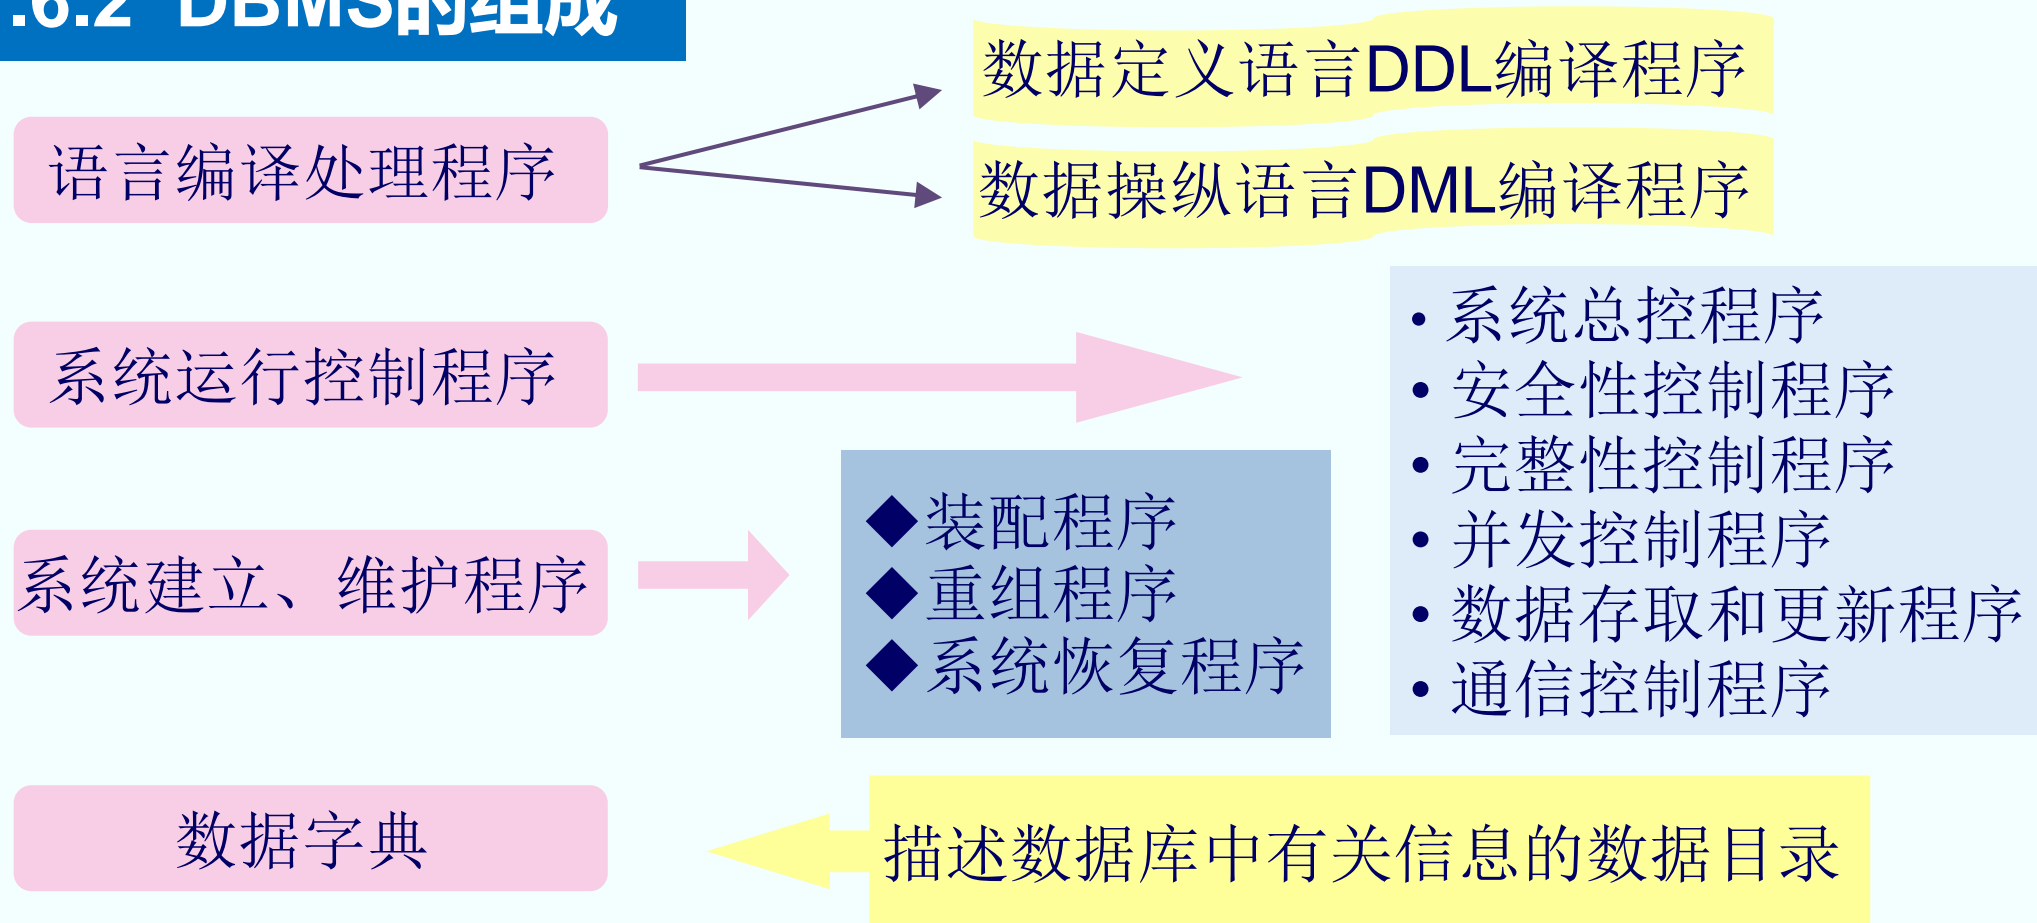 .6.2 DBMS的组成
数据定义语言DDL编译程序
语言编译处理程序
数据操纵语言DML编译程序
系统运行控制程序
• 系统总控程序
• 安全性控制程序
• 完整性控制程序
• 并发控制程序
• 数据存取和更新程序
• 通信控制程序
系统建立、维护程序
◆装配程序
◆重组程序
◆系统恢复程序
数据字典
描述数据库中有关信息的数据目录